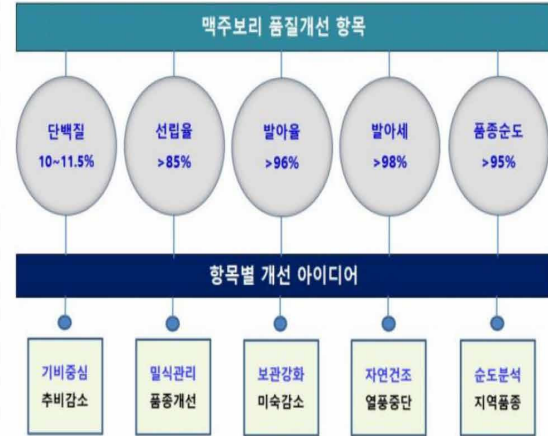 맥주보리 품질개선 항목
단백질
10~11.5%
선립율
>85%
발아율
>96%
발아세
>98%
품종순도
>95%
항목별 개선 아이디어
기비중심
추비감소
밀식관리
품종개선
보관강화
미숙감소
자연건조
열풍중단
순도분석
지역품종